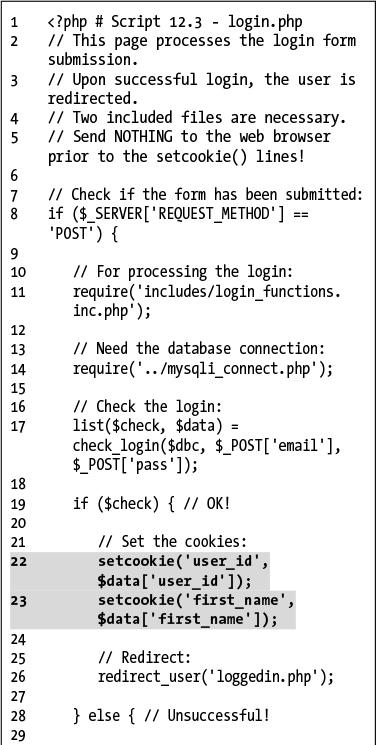 1 <?php # Script 12.3 - login.php
2 // This page processes the login form
submission.
3 // Upon successful login, the user is
redirected.
4 // Two included files are necessary.
5 // Send NOTHING to the web browser
prior to the setcookie() lines!
6
7 // Check if the form has been submitted:
8 if ($_SERVER['REQUEST_METHOD'] ==
'POST') {
9
10 // For processing the login:
11 require('includes/login_functions.
inc.php');
12
13 // Need the database connection:
14 require('../mysqli_connect.php');
15
16 // Check the login:
17 list($check, $data) =
check_login($dbc, $_POST['email'],
$_POST['pass']);
18
19 if ($check) { // OK!
20
21 // Set the cookies:
22 setcookie('user_id',
$data['user_id']);
23 setcookie('first_name',
$data['first_name']);
24
25 // Redirect:
26 redirect_user('loggedin.php');
27
28 } else { // Unsuccessful!
29